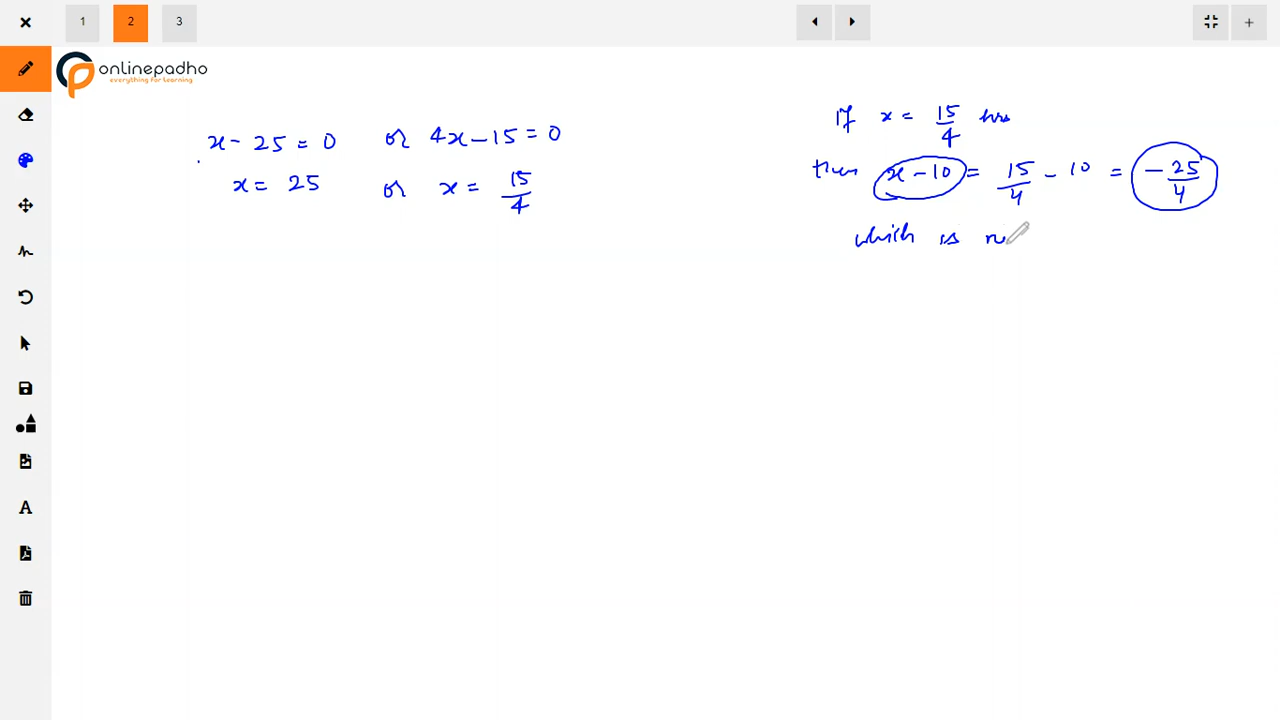 1 2 3
onlinepadho
everything for learning
x - 25 = 0 or 4x - 15 = 0
x = 25 or x = 15/4
If x = 15/4 hrs
then x - 10 = 15/4 - 10 = - 25/4
which is n
A